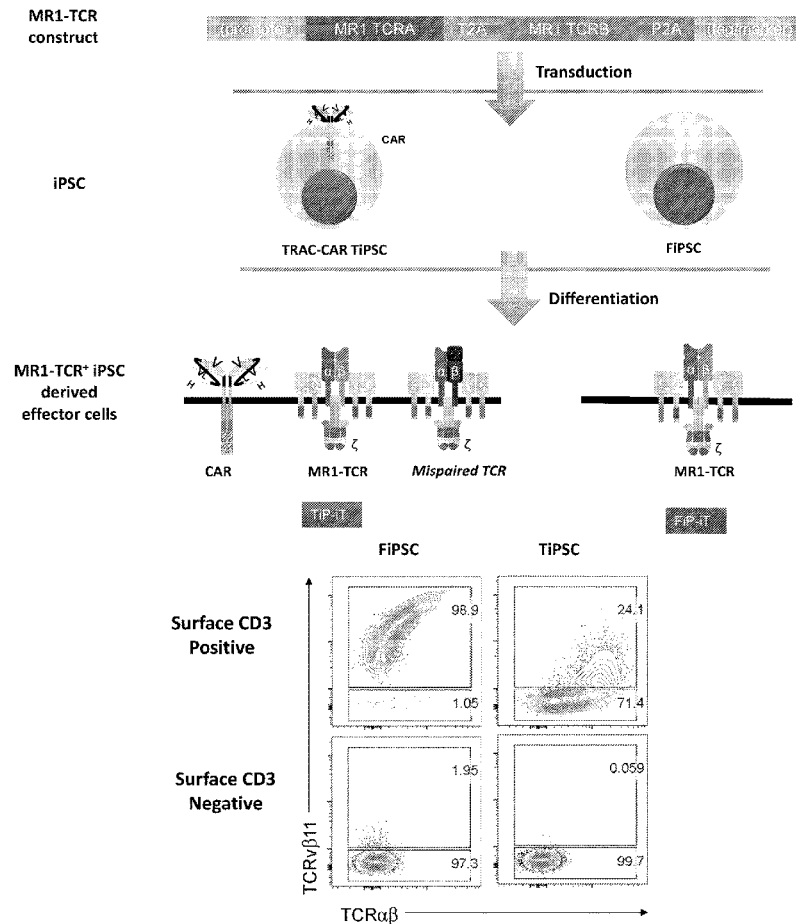 MR1-TCR
construct
MR1 TCRA T2A MR1 TCRB P2A
Transduction
CAR
iPSC
TRAC-CAR TiPSC
FiPSC
Differentiation
MR1-TCR⁺ iPSC
derived
effector cells
H V L V V L V H
α β
α β
α β
ζ
ζ
ζ
CAR
MR1-TCR
Mispaired TCR
MR1-TCR
TiP-iT
FiP-iT
FiPSC
TiPSC
Surface CD3
Positive
98.9
1.05
24.1
71.4
Surface CD3
Negative
1.95
97.3
0.059
99.7
TCRvβ11
TCRαβ